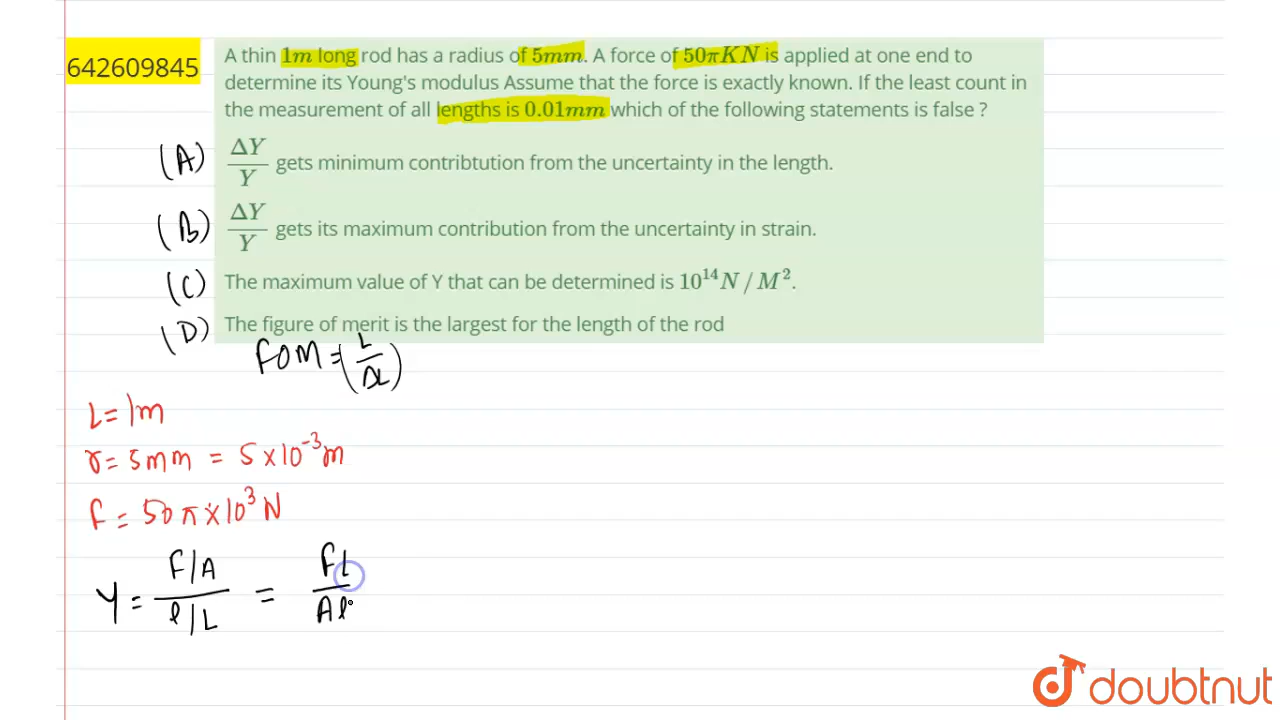 642609845
A thin 1m long rod has a radius of 5mm. A force of 50πKN is applied at one end to
determine its Young's modulus Assume that the force is exactly known. If the least count in
the measurement of all lengths is 0.01mm which of the following statements is false ?
(A) ΔY/Y gets minimum contribtution from the uncertainty in the length.
(B) ΔY/Y gets its maximum contribution from the uncertainty in strain.
(C) The maximum value of Y that can be determined is 10^14 N/M^2.
(D) The figure of merit is the largest for the length of the rod
FOM = (L/ΔL)
L = 1m
r = 5mm = 5 × 10^-3 m
F = 50π × 10^3 N
Y = F/A / l/L = FL / Al
doubtnut